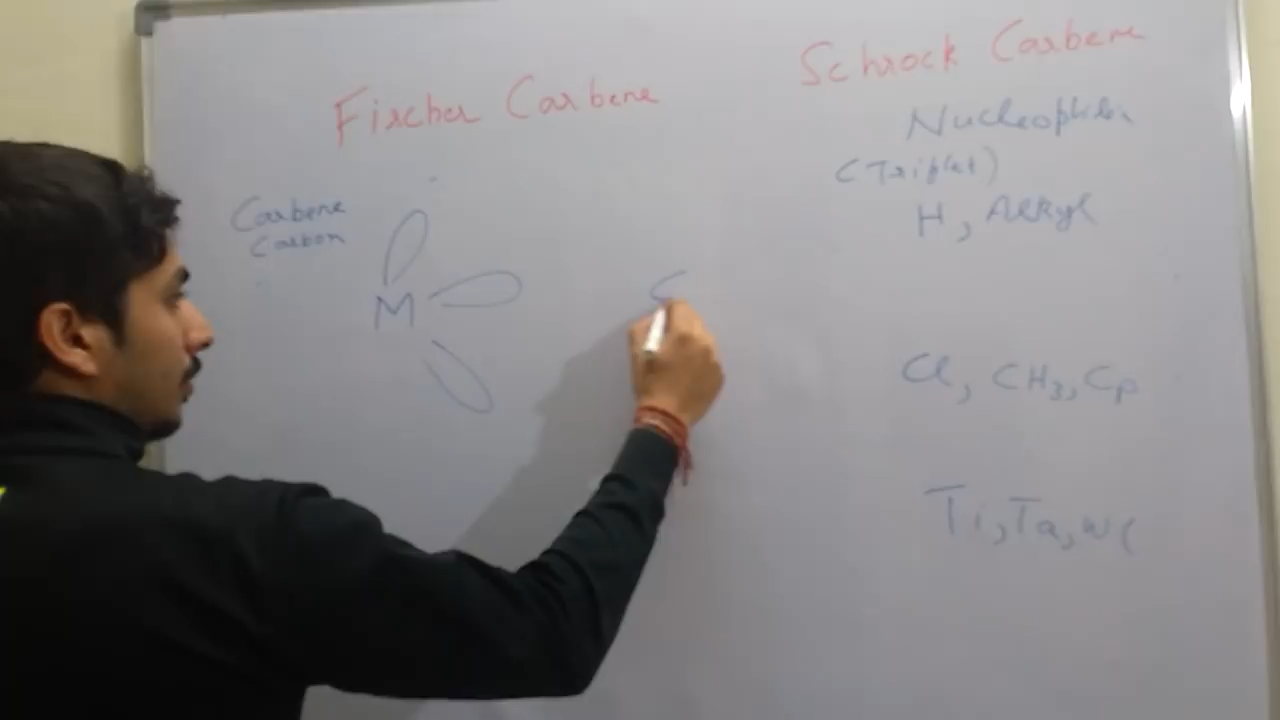 Fischer Carbene
Schrock Carbene
Nucleophilic
(Triplet)
H, Alkyl
Carbene
Carbon
M
C
Cl, CH3, Cp
Ti, Ta, W (